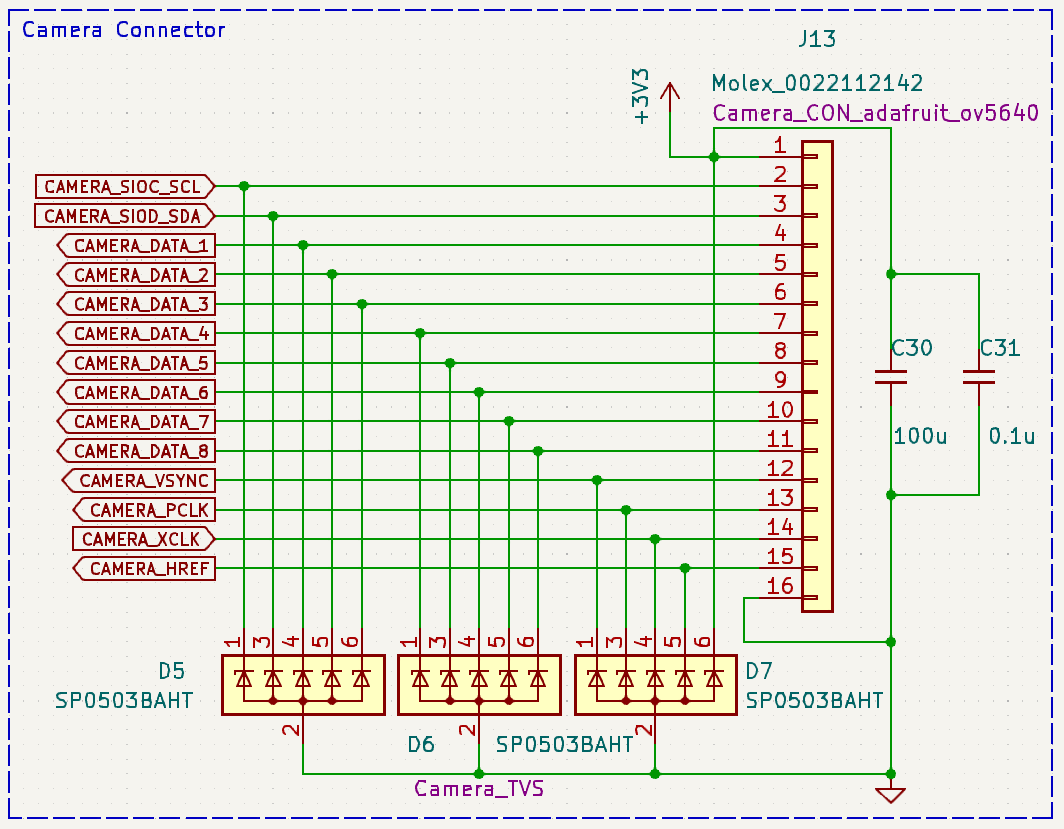 Camera Connector
J13
+3V3
Molex_0022112142
Camera_CON_adafruit_ov5640
1
CAMERA_SIOC_SCL 2
CAMERA_SIOD_SDA 3
CAMERA_DATA_1 4
CAMERA_DATA_2 5
CAMERA_DATA_3 6
CAMERA_DATA_4 7
CAMERA_DATA_5 8
C30 C31
CAMERA_DATA_6 9
CAMERA_DATA_7 10
CAMERA_DATA_8 11
100u 0.1u
CAMERA_VSYNC 12
CAMERA_PCLK 13
CAMERA_XCLK 14
CAMERA_HREF 15
16
1 3 4 5 6 1 3 4 5 6 1 3 4 5 6
D5 D7
SP0503BAHT SP0503BAHT
2 2 2
D6 SP0503BAHT
Camera_TVS